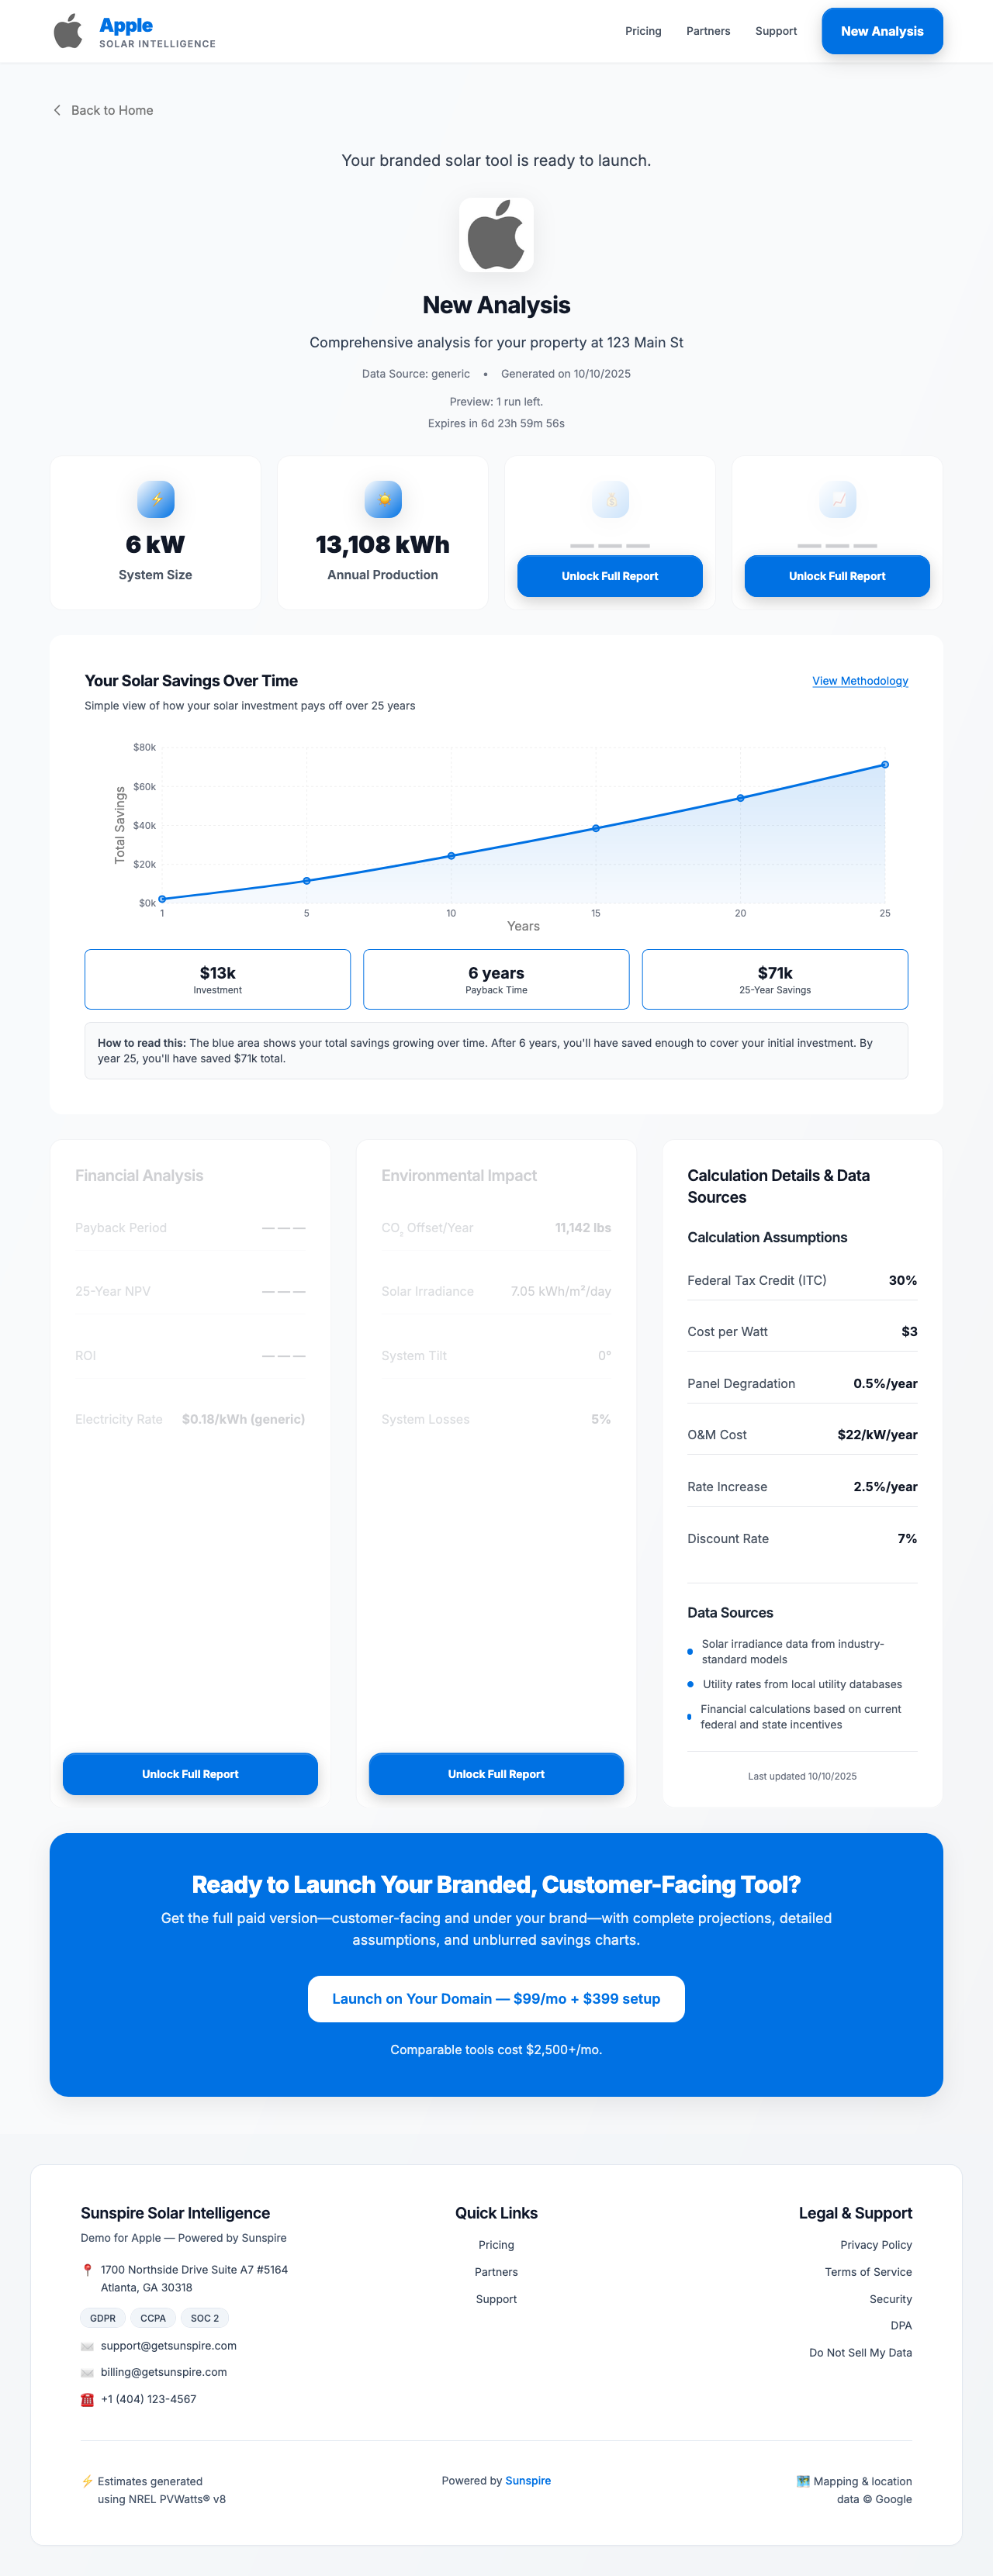 Apple
SOLAR INTELLIGENCE
Pricing
Partners
Support
New Analysis
Back to Home
Your branded solar tool is ready to launch.
New Analysis
Comprehensive analysis for your property at 123 Main St
Data Source: generic • Generated on 10/10/2025
Preview: 1 run left.
Expires in 6d 23h 59m 56s
6 kW
System Size
13,108 kWh
Annual Production
———
Unlock Full Report
———
Unlock Full Report
Your Solar Savings Over Time
View Methodology
Simple view of how your solar investment pays off over 25 years
$80k
$60k
$40k
$20k
$0k
Total Savings
1 5 10 15 20 25
Years
$13k
Investment
6 years
Payback Time
$71k
25-Year Savings
How to read this: The blue area shows your total savings growing over time. After 6 years, you'll have saved enough to cover your initial investment. By
year 25, you'll have saved $71k total.
Financial Analysis
Payback Period ———
25-Year NPV ———
ROI ———
Electricity Rate $0.18/kWh (generic)
Unlock Full Report
Environmental Impact
CO₂ Offset/Year 11,142 lbs
Solar Irradiance 7.05 kWh/m²/day
System Tilt 0°
System Losses 5%
Unlock Full Report
Calculation Details & Data
Sources
Calculation Assumptions
Federal Tax Credit (ITC) 30%
Cost per Watt $3
Panel Degradation 0.5%/year
O&M Cost $22/kW/year
Rate Increase 2.5%/year
Discount Rate 7%
Data Sources
Solar irradiance data from industry-
standard models
Utility rates from local utility databases
Financial calculations based on current
federal and state incentives
Last updated 10/10/2025
Ready to Launch Your Branded, Customer-Facing Tool?
Get the full paid version—customer-facing and under your brand—with complete projections, detailed
assumptions, and unblurred savings charts.
Launch on Your Domain — $99/mo + $399 setup
Comparable tools cost $2,500+/mo.
Sunspire Solar Intelligence
Demo for Apple — Powered by Sunspire
1700 Northside Drive Suite A7 #5164
Atlanta, GA 30318
GDPR CCPA SOC 2
support@getsunspire.com
billing@getsunspire.com
+1 (404) 123-4567
Quick Links
Pricing
Partners
Support
Legal & Support
Privacy Policy
Terms of Service
Security
DPA
Do Not Sell My Data
Estimates generated
using NREL PVWatts® v8
Powered by Sunspire
Mapping & location
data © Google